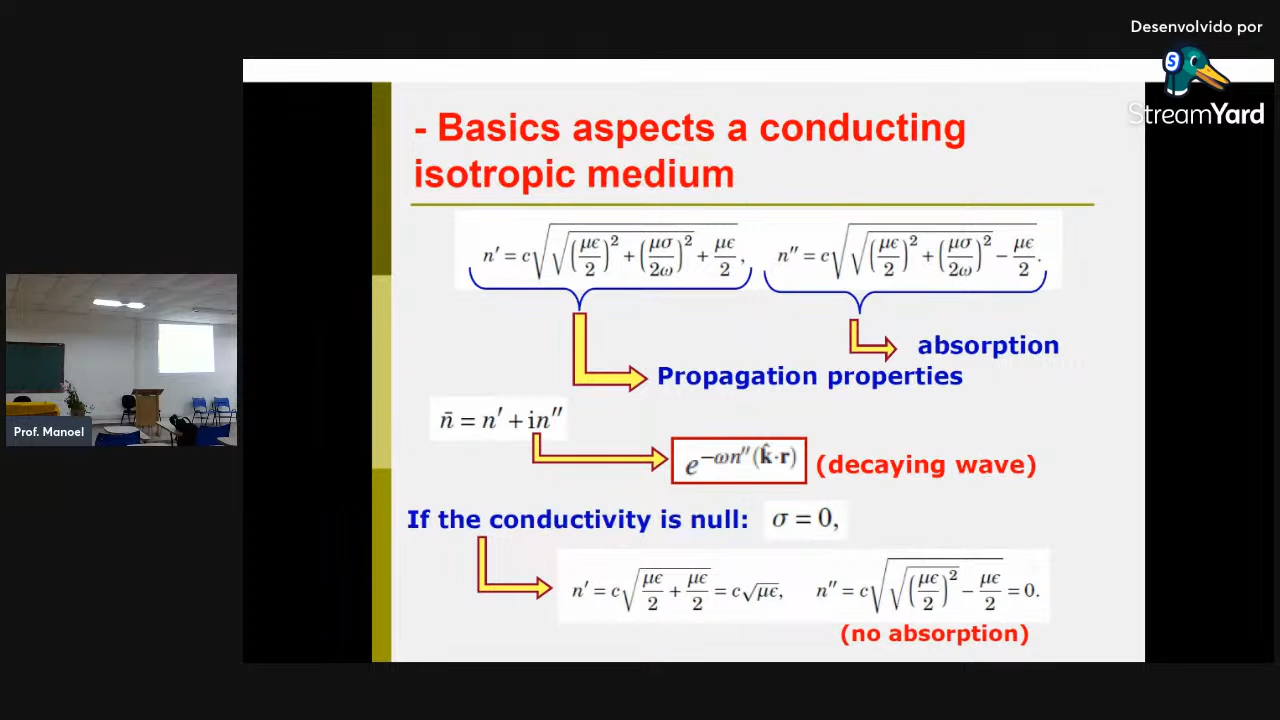 Desenvolvido por
StreamYard
- Basics aspects a conducting
isotropic medium
n′ = c√(√((με/2)² + (μσ/2ω)²) + με/2), n″ = c√(√((με/2)² + (μσ/2ω)²) − με/2).
absorption
Propagation properties
n̄ = n′ + in″
e^{−ωn″(k̂·r)} (decaying wave)
If the conductivity is null: σ = 0,
n′ = c√(με/2 + με/2) = c√με, n″ = c√(√((με/2)²) − με/2) = 0.
(no absorption)
Prof. Manoel